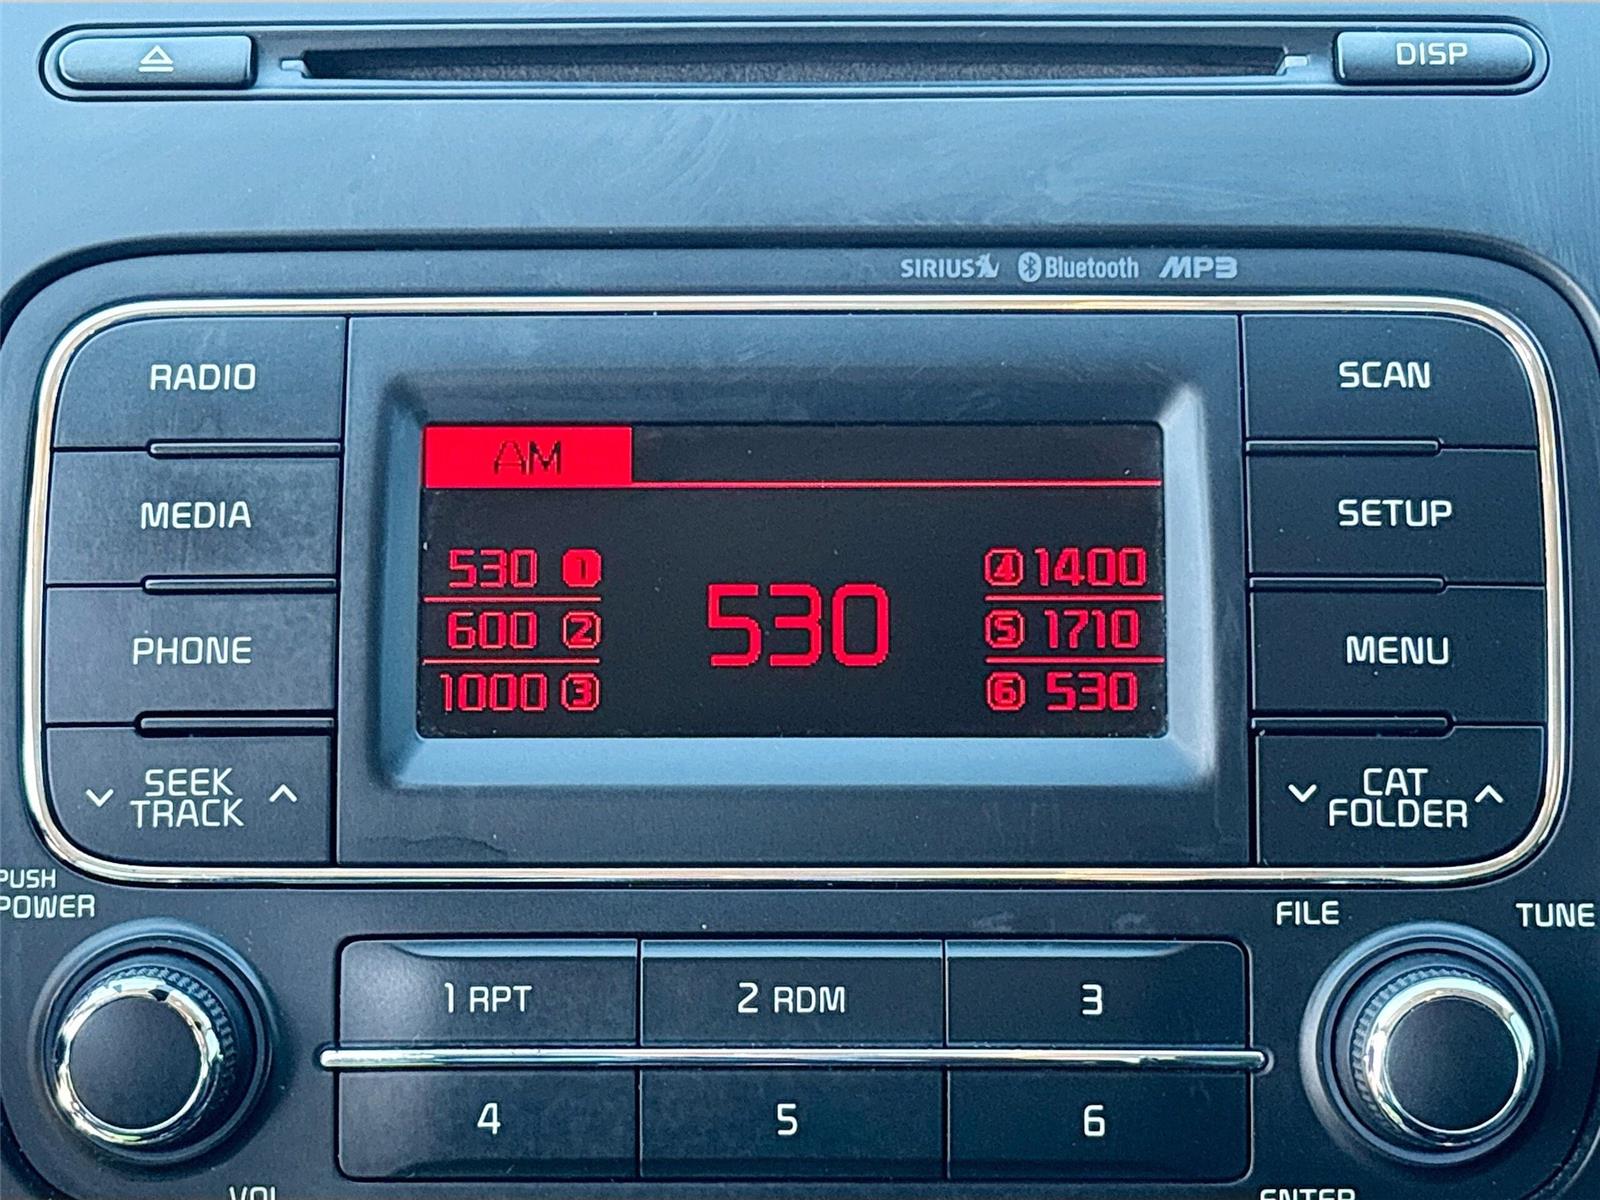 DISP
SIRIUS Bluetooth MP3
RADIO
MEDIA
PHONE
SEEK
TRACK
AM
530 1
600 2
1000 3
530
4 1400
5 1710
6 530
SCAN
SETUP
MENU
CAT
FOLDER
PUSH
POWER
VOL
1 RPT
2 RDM
3
4
5
6
FILE
TUNE
ENTER